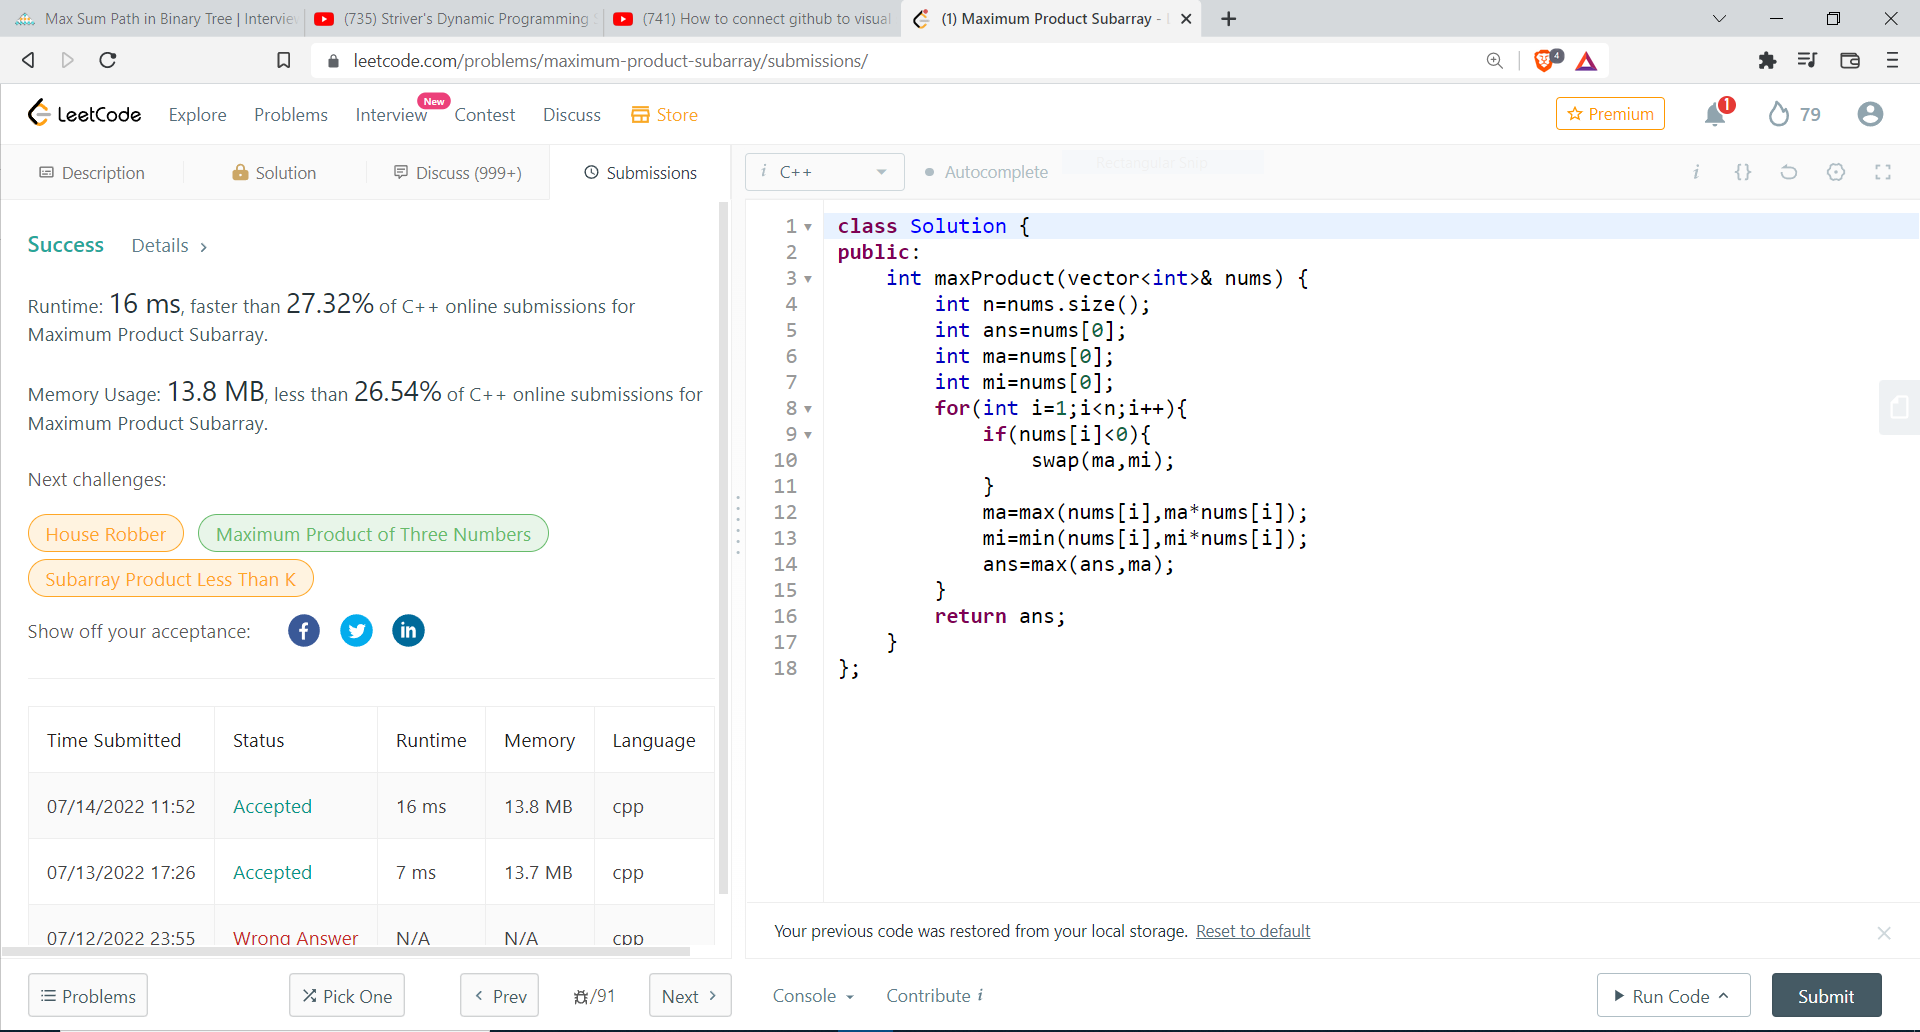 Max Sum Path in Binary Tree | Interview
(735) Striver's Dynamic Programming
(741) How to connect github to visual
(1) Maximum Product Subarray -
leetcode.com/problems/maximum-product-subarray/submissions/
4
LeetCode
Explore
Problems
Interview
New
Contest
Discuss
Store
Premium
1
79
Description
Solution
Discuss (999+)
Submissions
i C++
Autocomplete
Rectangular Snip
i
{}
Success
Details >
Runtime: 16 ms, faster than 27.32% of C++ online submissions for
Maximum Product Subarray.
Memory Usage: 13.8 MB, less than 26.54% of C++ online submissions for
Maximum Product Subarray.
Next challenges:
House Robber
Maximum Product of Three Numbers
Subarray Product Less Than K
Show off your acceptance:
Time Submitted Status Runtime Memory Language
07/14/2022 11:52 Accepted 16 ms 13.8 MB cpp
07/13/2022 17:26 Accepted 7 ms 13.7 MB cpp
07/12/2022 23:55 Wrong Answer N/A N/A cpp
1 class Solution {
2 public:
3     int maxProduct(vector<int>& nums) {
4         int n=nums.size();
5         int ans=nums[0];
6         int ma=nums[0];
7         int mi=nums[0];
8         for(int i=1;i<n;i++){
9             if(nums[i]<0){
10                 swap(ma,mi);
11             }
12             ma=max(nums[i],ma*nums[i]);
13             mi=min(nums[i],mi*nums[i]);
14             ans=max(ans,ma);
15         }
16         return ans;
17     }
18 };
Your previous code was restored from your local storage. Reset to default
Problems
Pick One
< Prev
/91
Next >
Console
Contribute i
Run Code
Submit